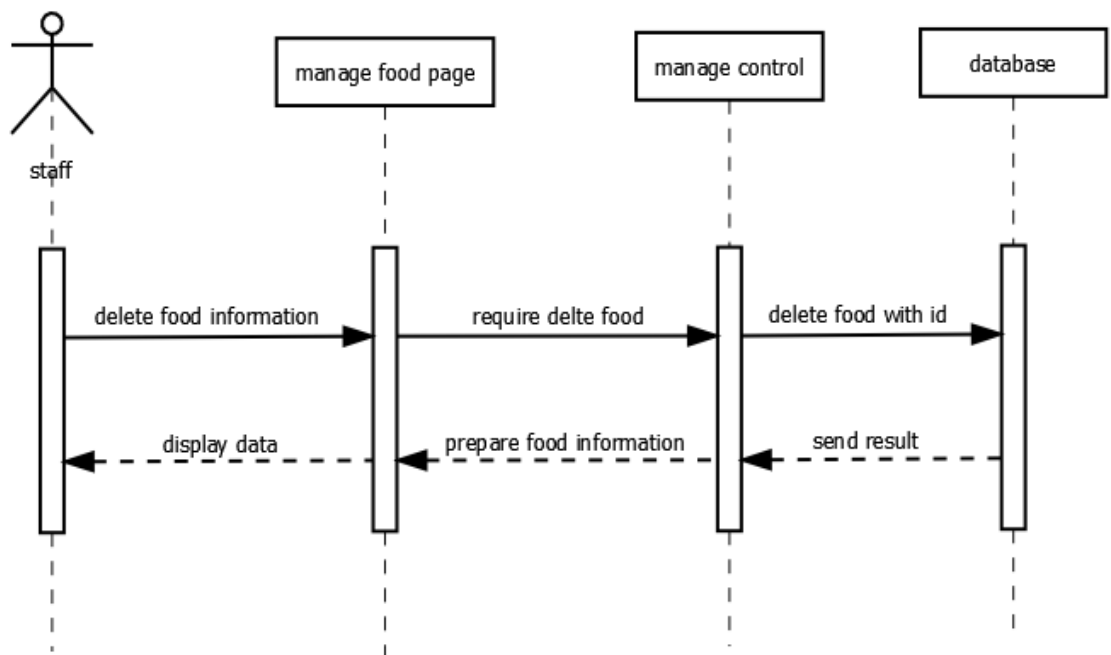 staff
manage food page
manage control
database
delete food information
require delte food
delete food with id
display data
prepare food information
send result